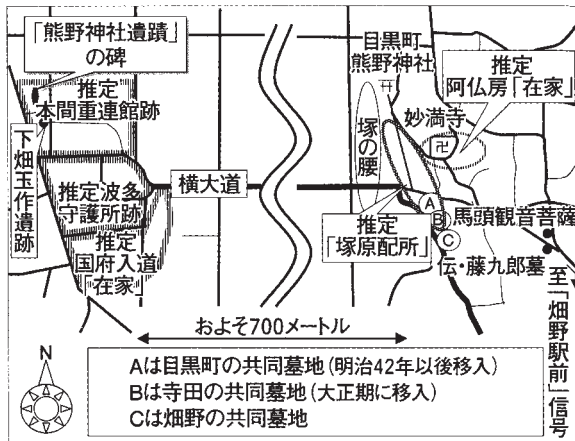 「熊野神社遺蹟」
の碑
推定
本間重連館跡
下畑玉作遺跡
推定波多
守護所跡
推定
国府入道
「在家」
横大道
目黒町
熊野神社
塚の腰
推定
阿仏房「在家」
妙満寺
卍
推定
「塚原配所」
A
B
C
馬頭観音菩薩
伝・藤九郎墓
至「畑野駅前」信号
およそ700メートル
N
Aは目黒町の共同墓地(明治42年以後移入)
Bは寺田の共同墓地(大正期に移入)
Cは畑野の共同墓地